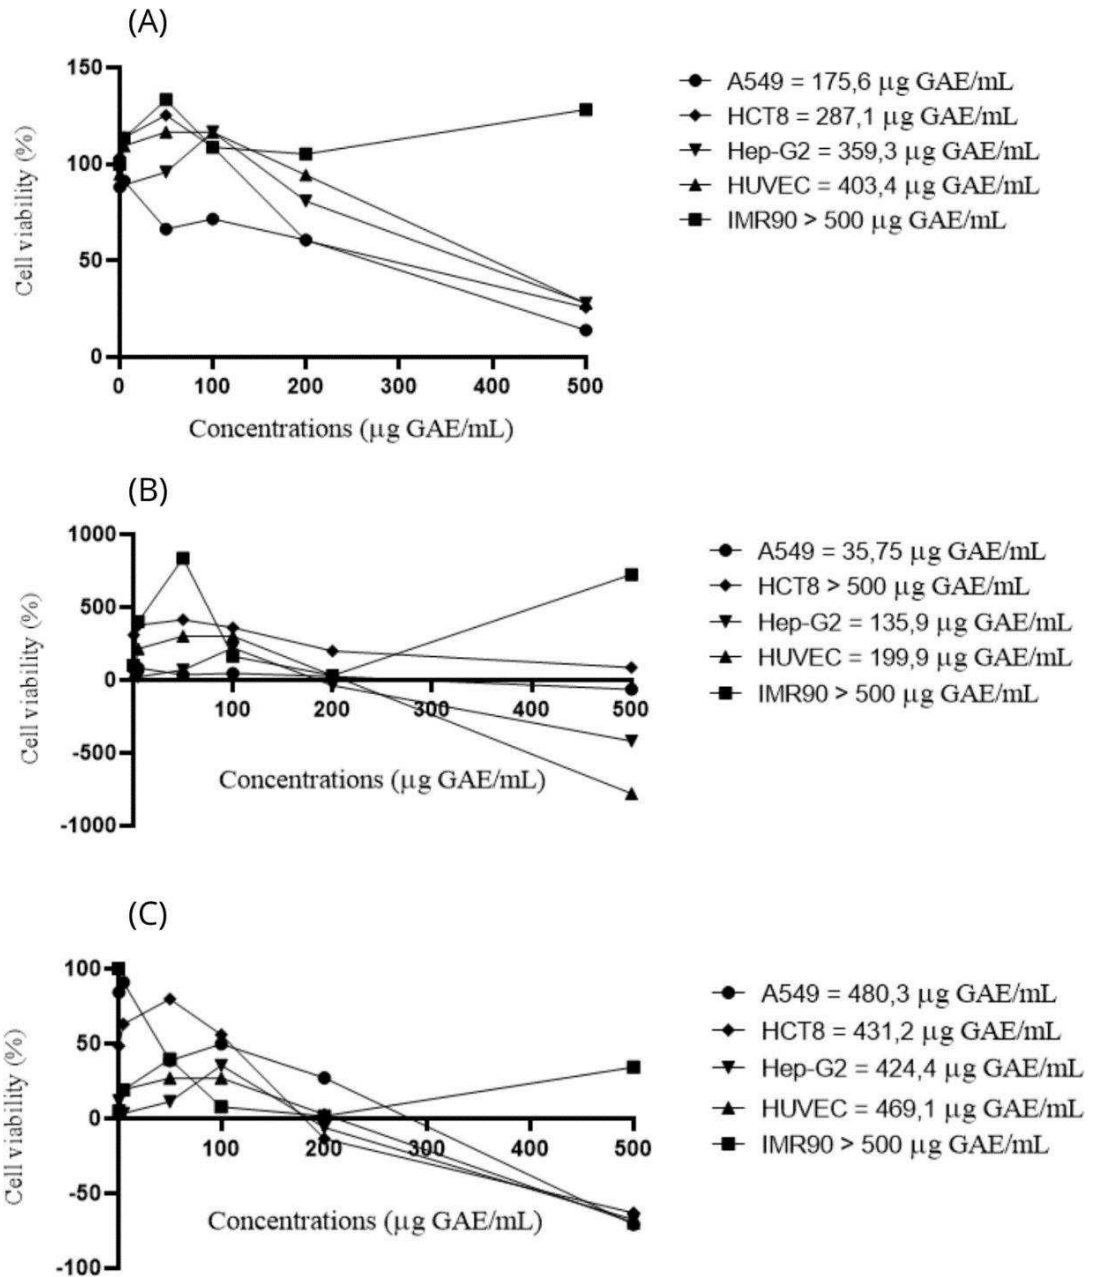 (A)
150
100
50
0
Cell viability (%)
0 100 200 300 400 500
Concentrations (μg GAE/mL)
A549 = 175,6 μg GAE/mL
HCT8 = 287,1 μg GAE/mL
Hep-G2 = 359,3 μg GAE/mL
HUVEC = 403,4 μg GAE/mL
IMR90 > 500 μg GAE/mL
(B)
1000
500
0
-500
-1000
Cell viability (%)
100 200 300 400 500
Concentrations (μg GAE/mL)
A549 = 35,75 μg GAE/mL
HCT8 > 500 μg GAE/mL
Hep-G2 = 135,9 μg GAE/mL
HUVEC = 199,9 μg GAE/mL
IMR90 > 500 μg GAE/mL
(C)
100
50
0
-50
-100
Cell viability (%)
100 200 300 400 500
Concentrations (μg GAE/mL)
A549 = 480,3 μg GAE/mL
HCT8 = 431,2 μg GAE/mL
Hep-G2 = 424,4 μg GAE/mL
HUVEC = 469,1 μg GAE/mL
IMR90 > 500 μg GAE/mL